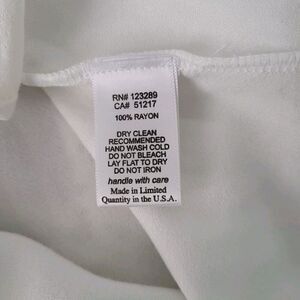 RN# 123289
CA# 51217
100% RAYON
DRY CLEAN
RECOMMENDED
HAND WASH COLD
DO NOT BLEACH
LAY FLAT TO DRY
DO NOT IRON
handle with care
Made in Limited
Quantity in the U.S.A.